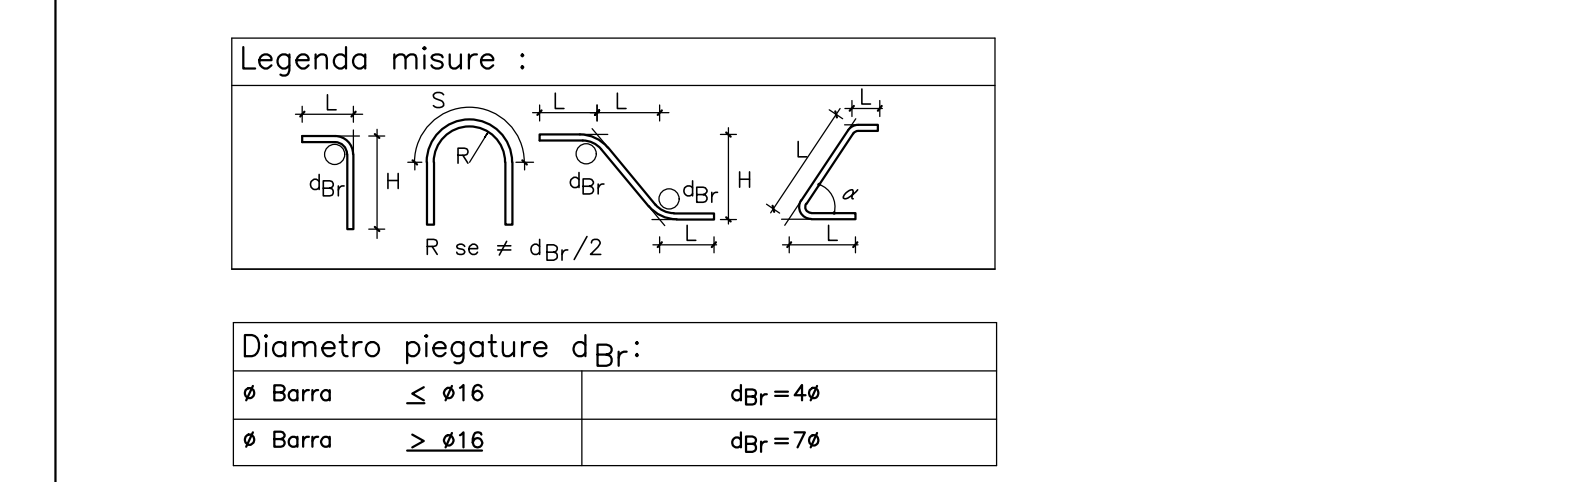 Legenda misure :
L S L L L
R L
dBr H dBr dBr H α
L L
R se ≠ dBr/2
Diametro piegature dBr:
ø Barra ≤ ø16 dBr=4ø
ø Barra > ø16 dBr=7ø